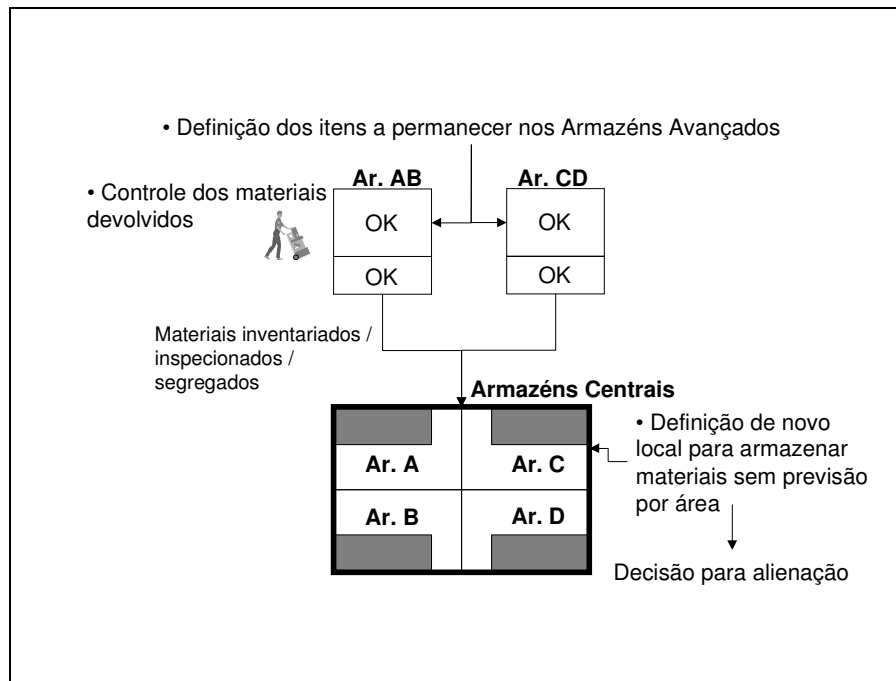 • Definição dos itens a permanecer nos Armazéns Avançados
Ar. AB
Ar. CD
• Controle dos materiais
devolvidos
OK
OK
OK
OK
Materiais inventariados /
inspecionados /
segregados
Armazéns Centrais
Ar. A
Ar. C
Ar. B
Ar. D
• Definição de novo
local para armazenar
materiais sem previsão
por área
Decisão para alienação